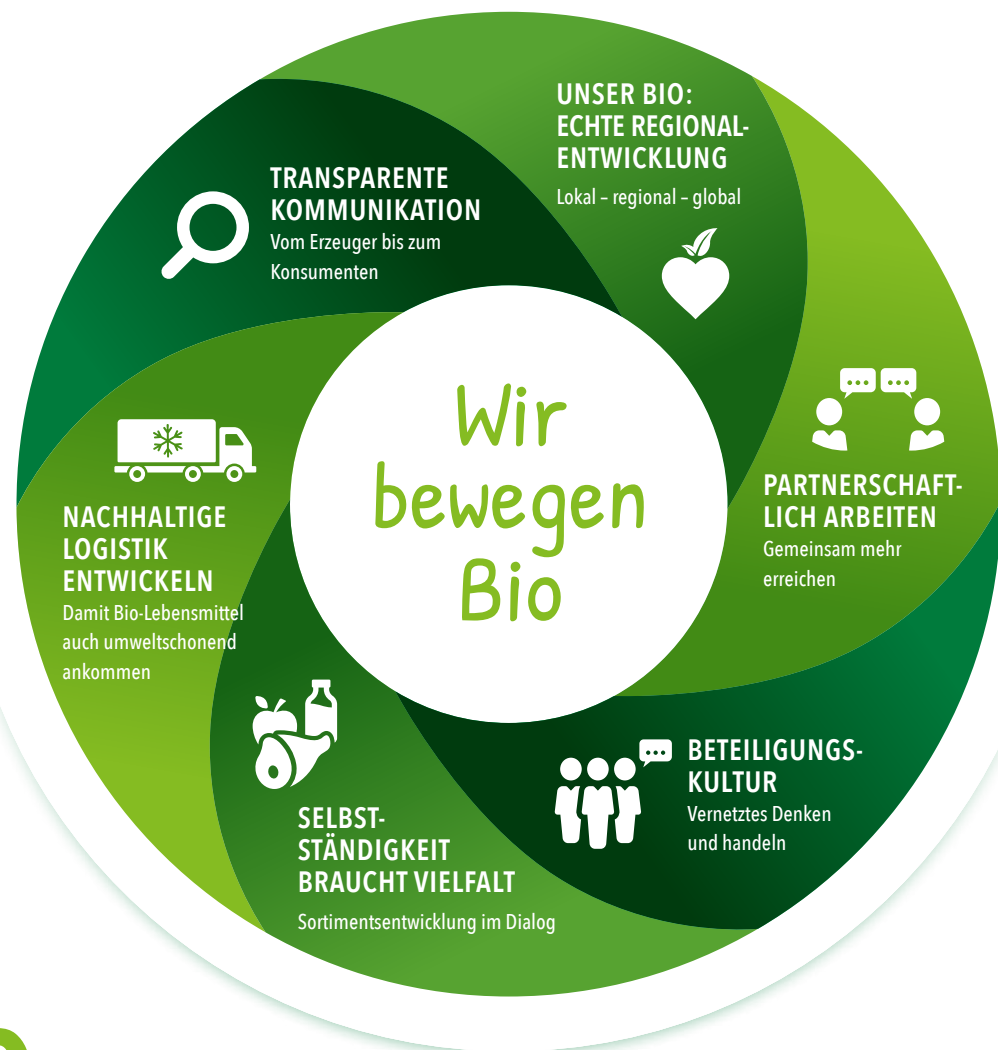 UNSER BIO:
ECHTE REGIONAL-
ENTWICKLUNG
Lokal – regional – global
TRANSPARENTE
KOMMUNIKATION
Vom Erzeuger bis zum
Konsumenten
Wir
bewegen
Bio
PARTNERSCHAFT-
LICH ARBEITEN
Gemeinsam mehr
erreichen
NACHHALTIGE
LOGISTIK
ENTWICKELN
Damit Bio-Lebensmittel
auch umweltschonend
ankommen
BETEILIGUNGS-
KULTUR
Vernetztes Denken
und handeln
SELBST-
STÄNDIGKEIT
BRAUCHT VIELFALT
Sortimentsentwicklung im Dialog